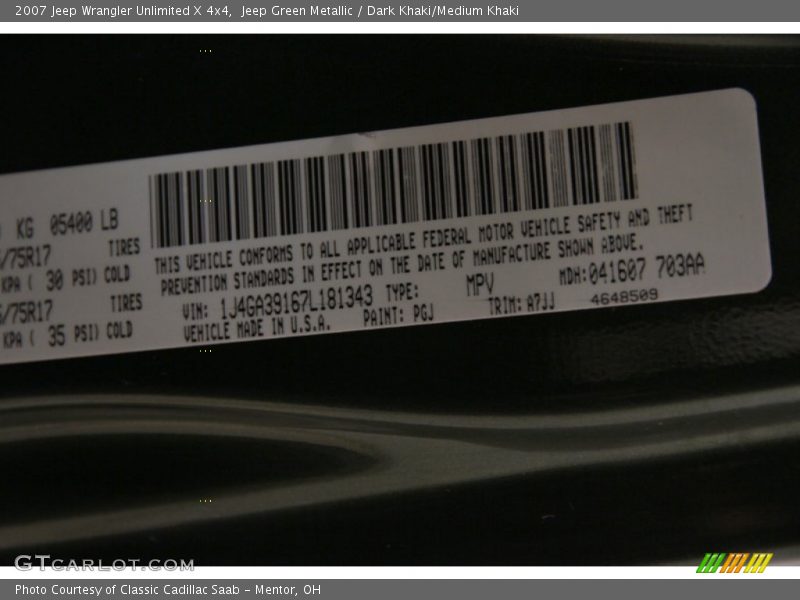 2007 Jeep Wrangler Unlimited X 4x4,  Jeep Green Metallic / Dark Khaki/Medium Khaki
KG 05400 LB
/75R17 TIRES
KPA ( 30 PSI) COLD
/75R17 TIRES
KPA ( 35 PSI) COLD
THIS VEHICLE CONFORMS TO ALL APPLICABLE FEDERAL MOTOR VEHICLE SAFETY AND THEFT
PREVENTION STANDARDS IN EFFECT ON THE DATE OF MANUFACTURE SHOWN ABOVE.
VIN: 1J4GA39167L181343 TYPE: MPV MDH:041607 703AA
VEHICLE MADE IN U.S.A. PAINT: PGJ TRIM: A7JJ 4648509
GTCARLOT.COM
Photo Courtesy of Classic Cadillac Saab - Mentor, OH